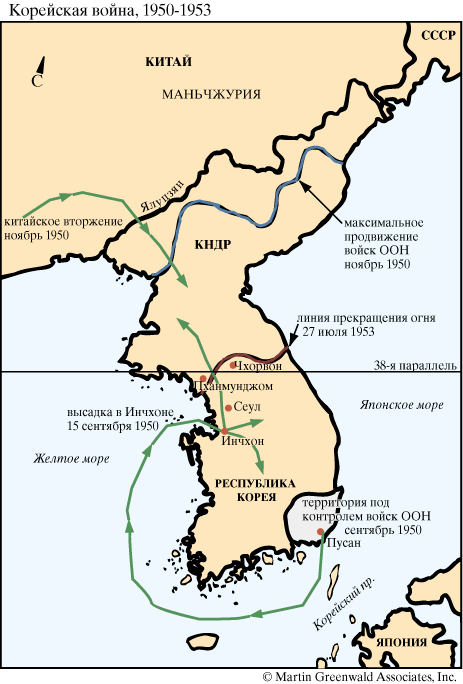 Корейская война, 1950-1953
СССР
КИТАЙ
МАНЬЧЖУРИЯ
С
Ялуцзян
китайское вторжение
ноябрь 1950
КНДР
максимальное
продвижение
войск ООН
ноябрь 1950
линия прекращения огня
27 июля 1953
38-я параллель
Чхорвон
Пханмунджом
Сеул
высадка в Инчхоне
15 сентября 1950
Японское море
Инчхон
Желтое море
РЕСПУБЛИКА
КОРЕЯ
территория под
контролем войск ООН
сентябрь 1950
Пусан
Корейский пр.
ЯПОНИЯ
© Martin Greenwald Associates, Inc.